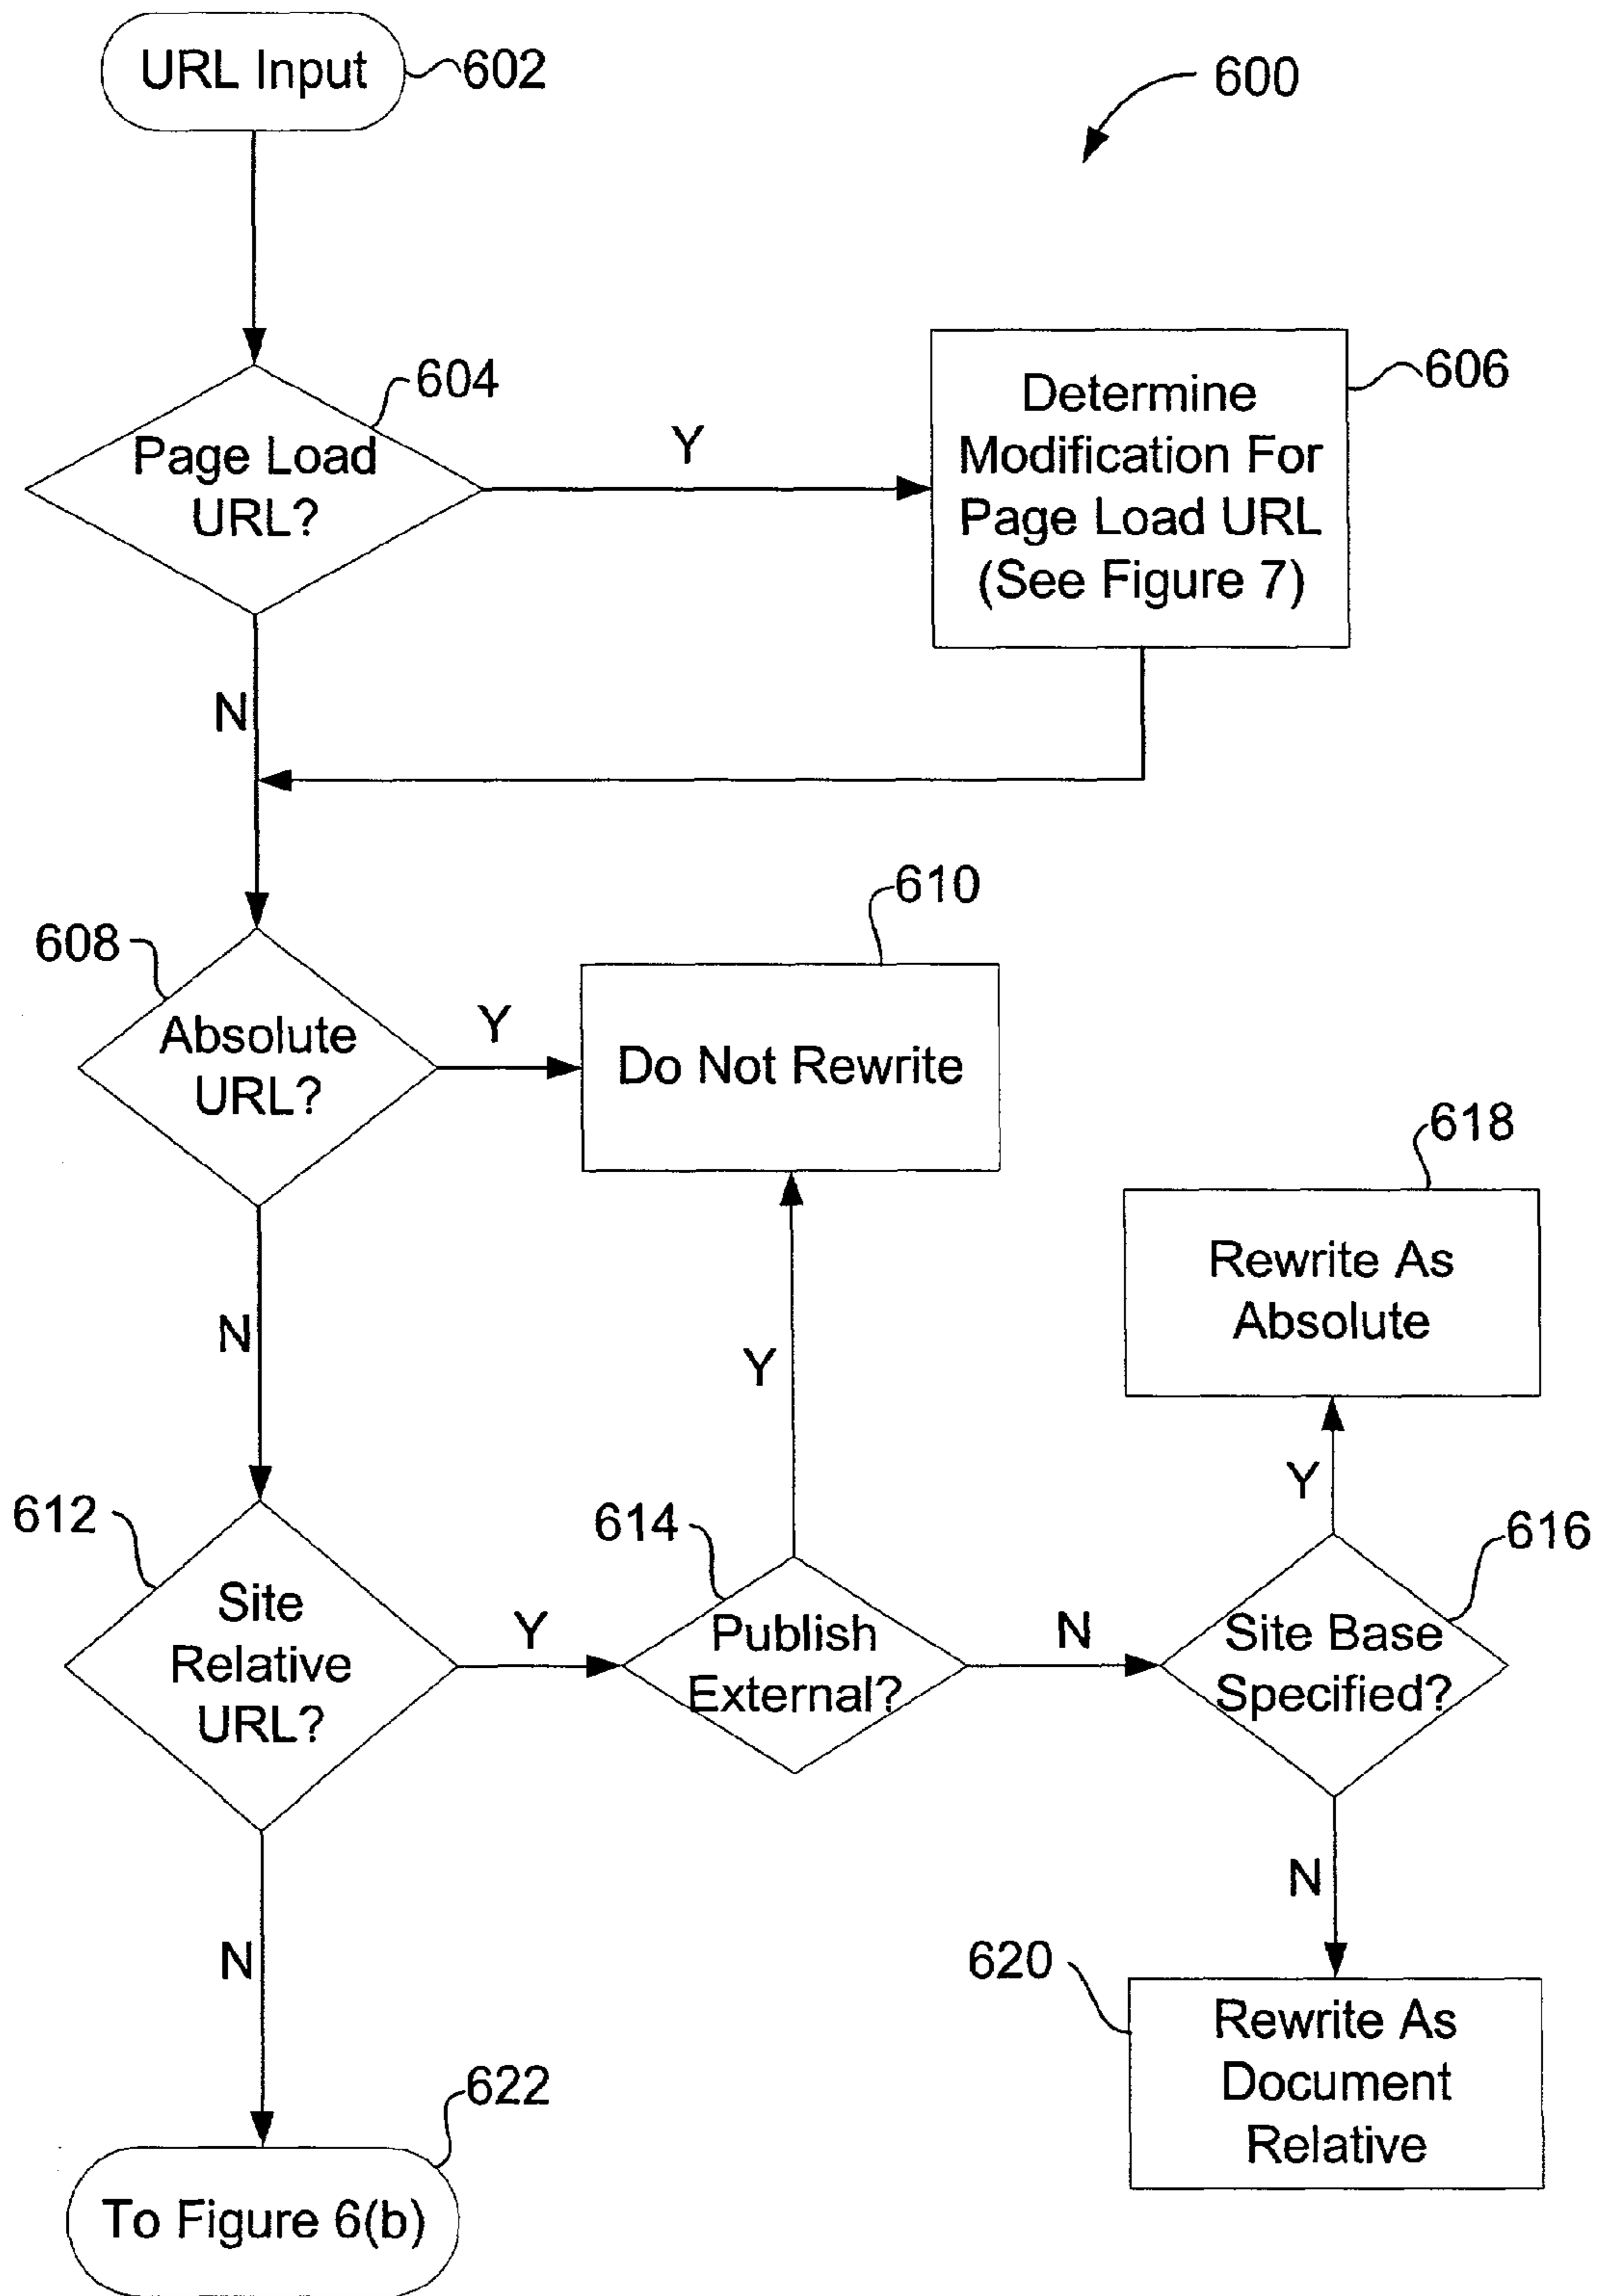 URL Input
602
600
604
Page Load
URL?
Y
606
Determine
Modification For
Page Load URL
(See Figure 7)
N
608
Absolute
URL?
Y
610
Do Not Rewrite
618
Rewrite As
Absolute
N
Y
Y
612
Site
Relative
URL?
Y
614
Publish
External?
N
616
Site Base
Specified?
N
N
620
Rewrite As
Document
Relative
622
To Figure 6(b)